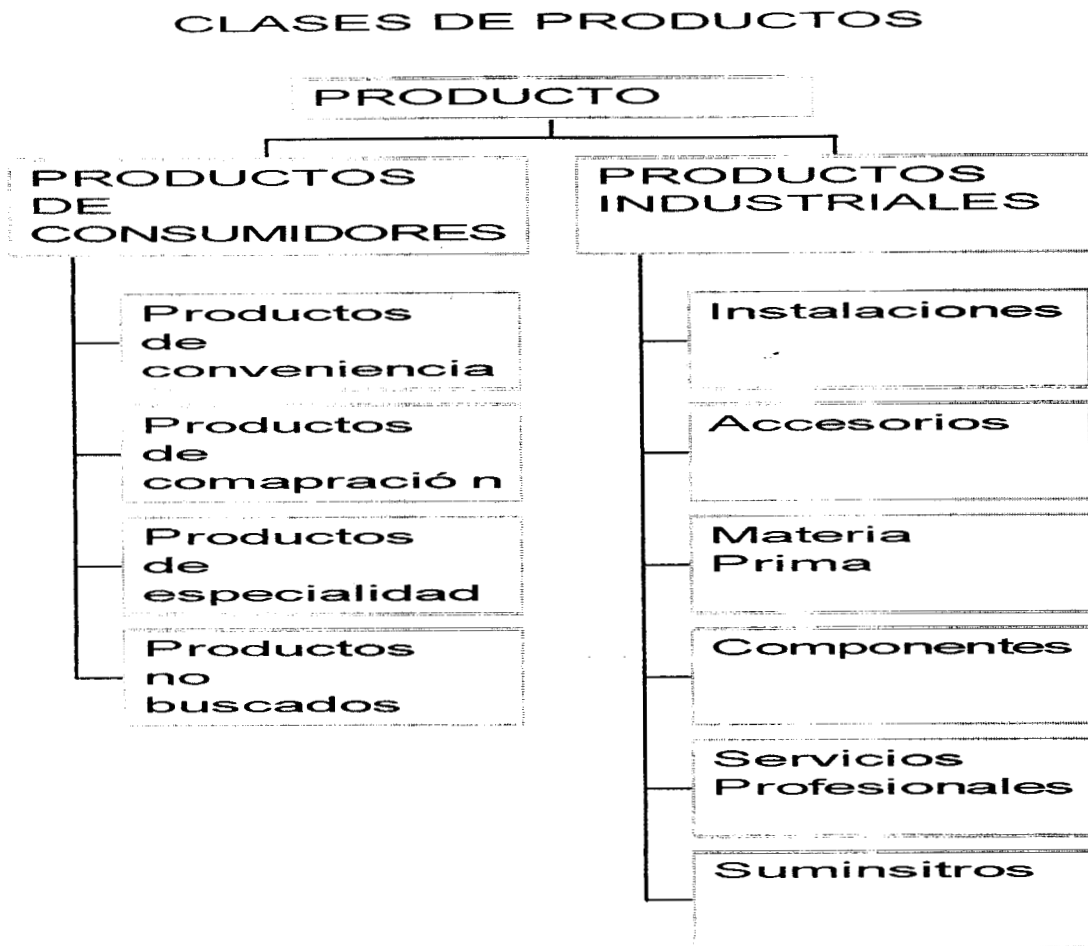 CLASES DE PRODUCTOS
PRODUCTO
PRODUCTOS
DE
CONSUMIDORES
Productos
de
conveniencia
Productos
de
comapració n
Productos
de
especialidad
Productos
no
buscados
PRODUCTOS
INDUSTRIALES
Instalaciones
Accesorios
Materia
Prima
Componentes
Servicios
Profesionales
Suminsitros